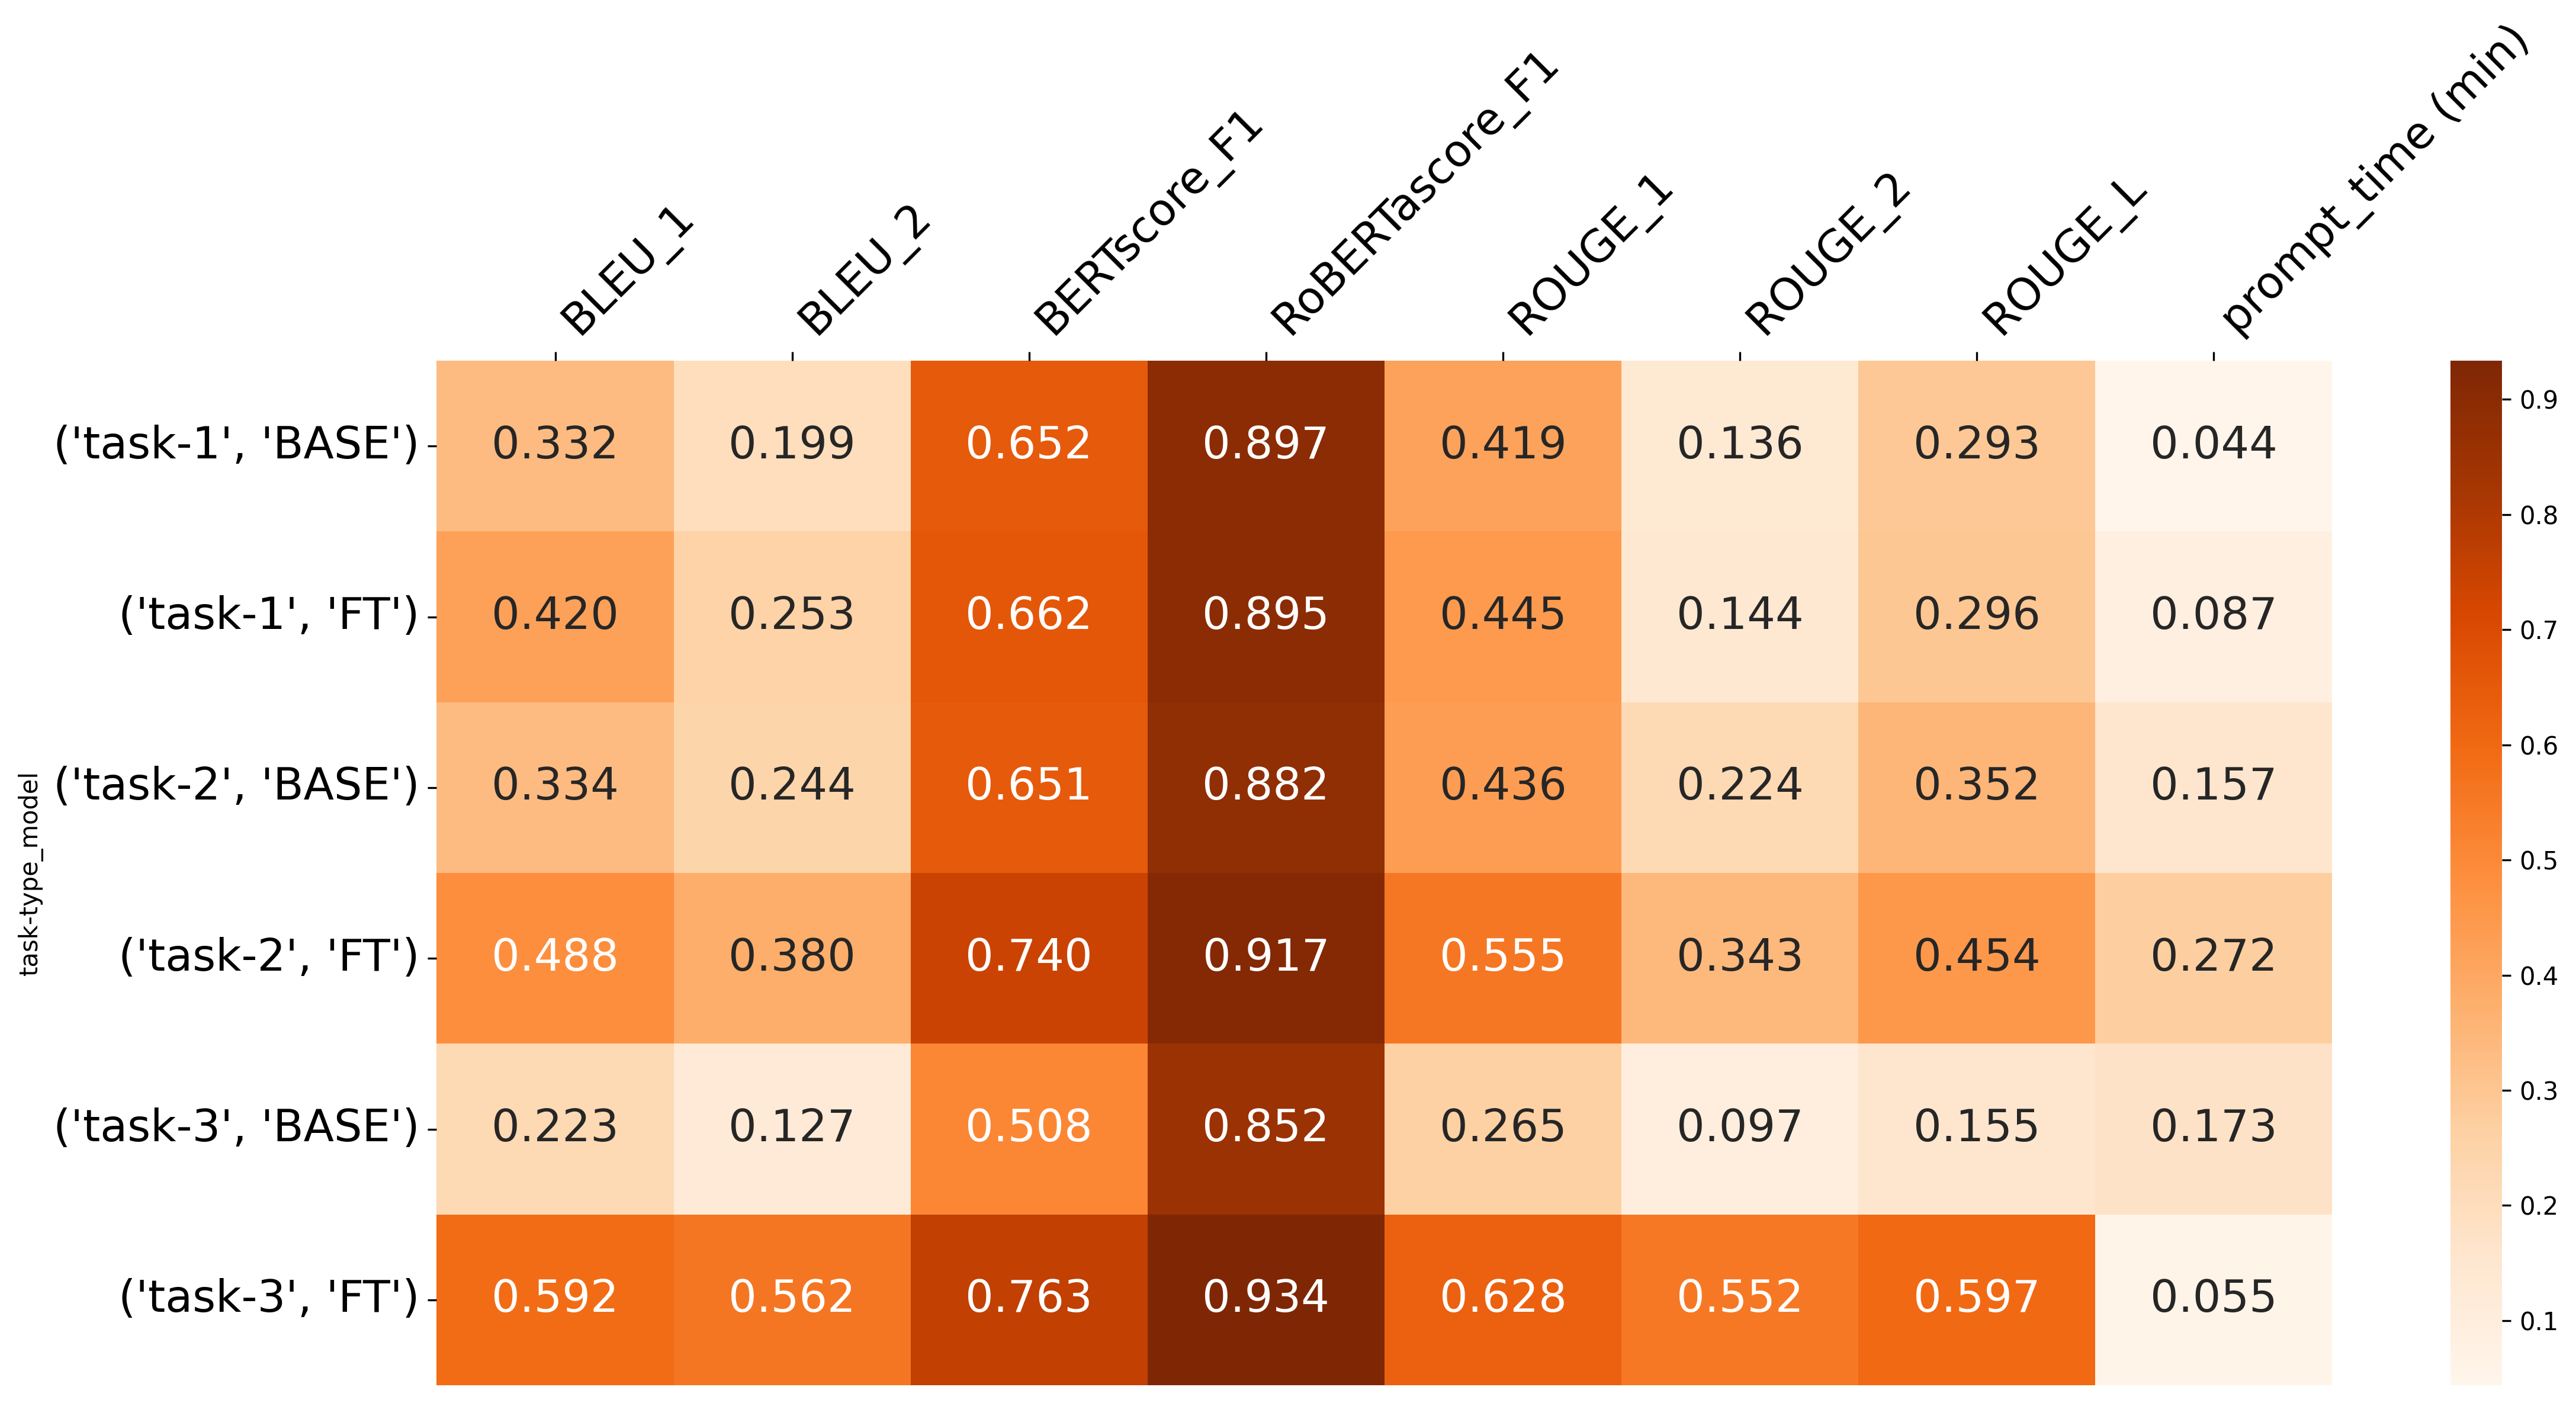 BLEU_1 BLEU_2 BERTscore_F1 RoBERTascore_F1 ROUGE_1 ROUGE_2 ROUGE_L prompt_time (min)
task-type_model
('task-1', 'BASE') 0.332 0.199 0.652 0.897 0.419 0.136 0.293 0.044
('task-1', 'FT') 0.420 0.253 0.662 0.895 0.445 0.144 0.296 0.087
('task-2', 'BASE') 0.334 0.244 0.651 0.882 0.436 0.224 0.352 0.157
('task-2', 'FT') 0.488 0.380 0.740 0.917 0.555 0.343 0.454 0.272
('task-3', 'BASE') 0.223 0.127 0.508 0.852 0.265 0.097 0.155 0.173
('task-3', 'FT') 0.592 0.562 0.763 0.934 0.628 0.552 0.597 0.055
0.9
0.8
0.7
0.6
0.5
0.4
0.3
0.2
0.1